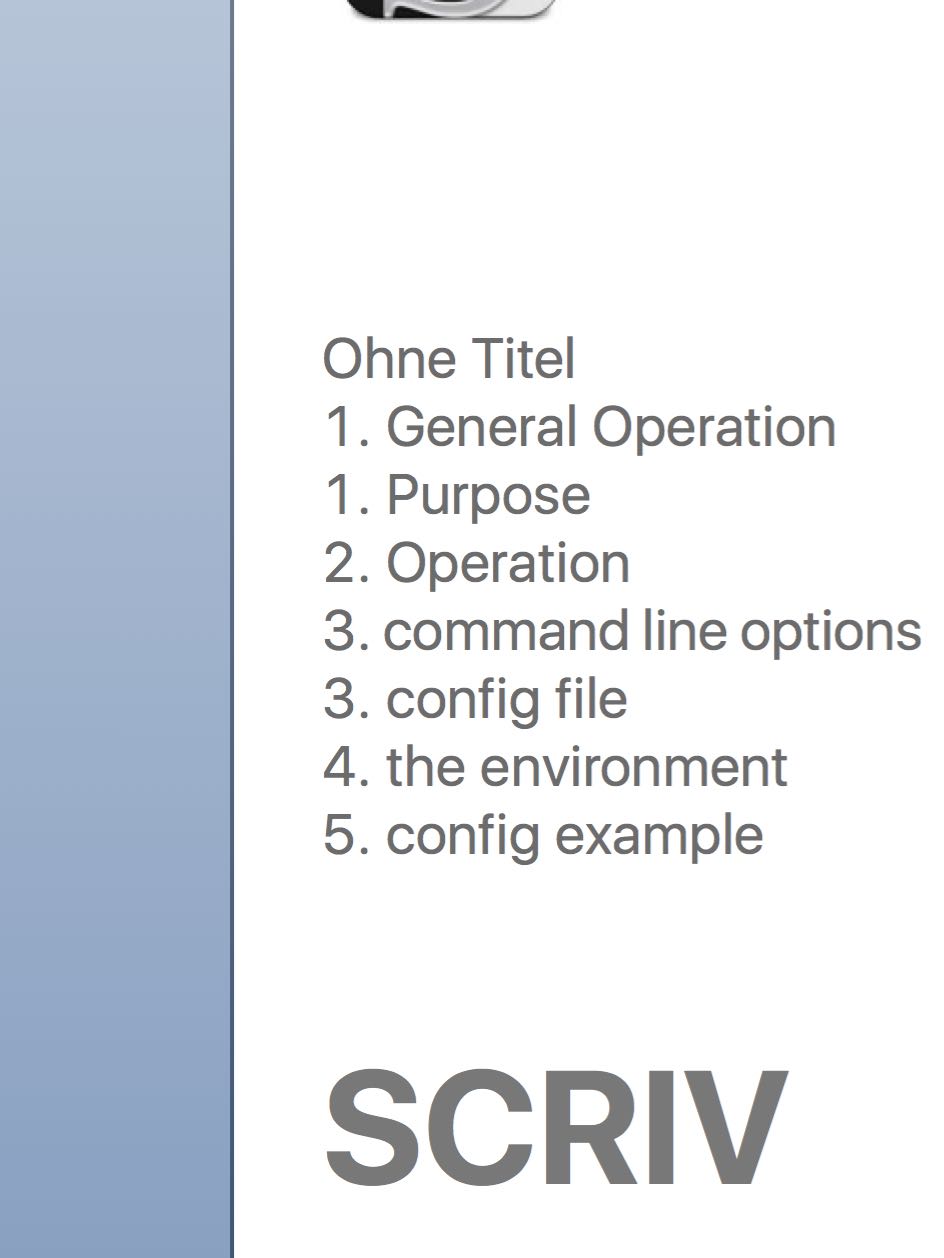 Ohne Titel
1. General Operation
1. Purpose
2. Operation
3. command line options
3. config file
4. the environment
5. config example
SCRIV